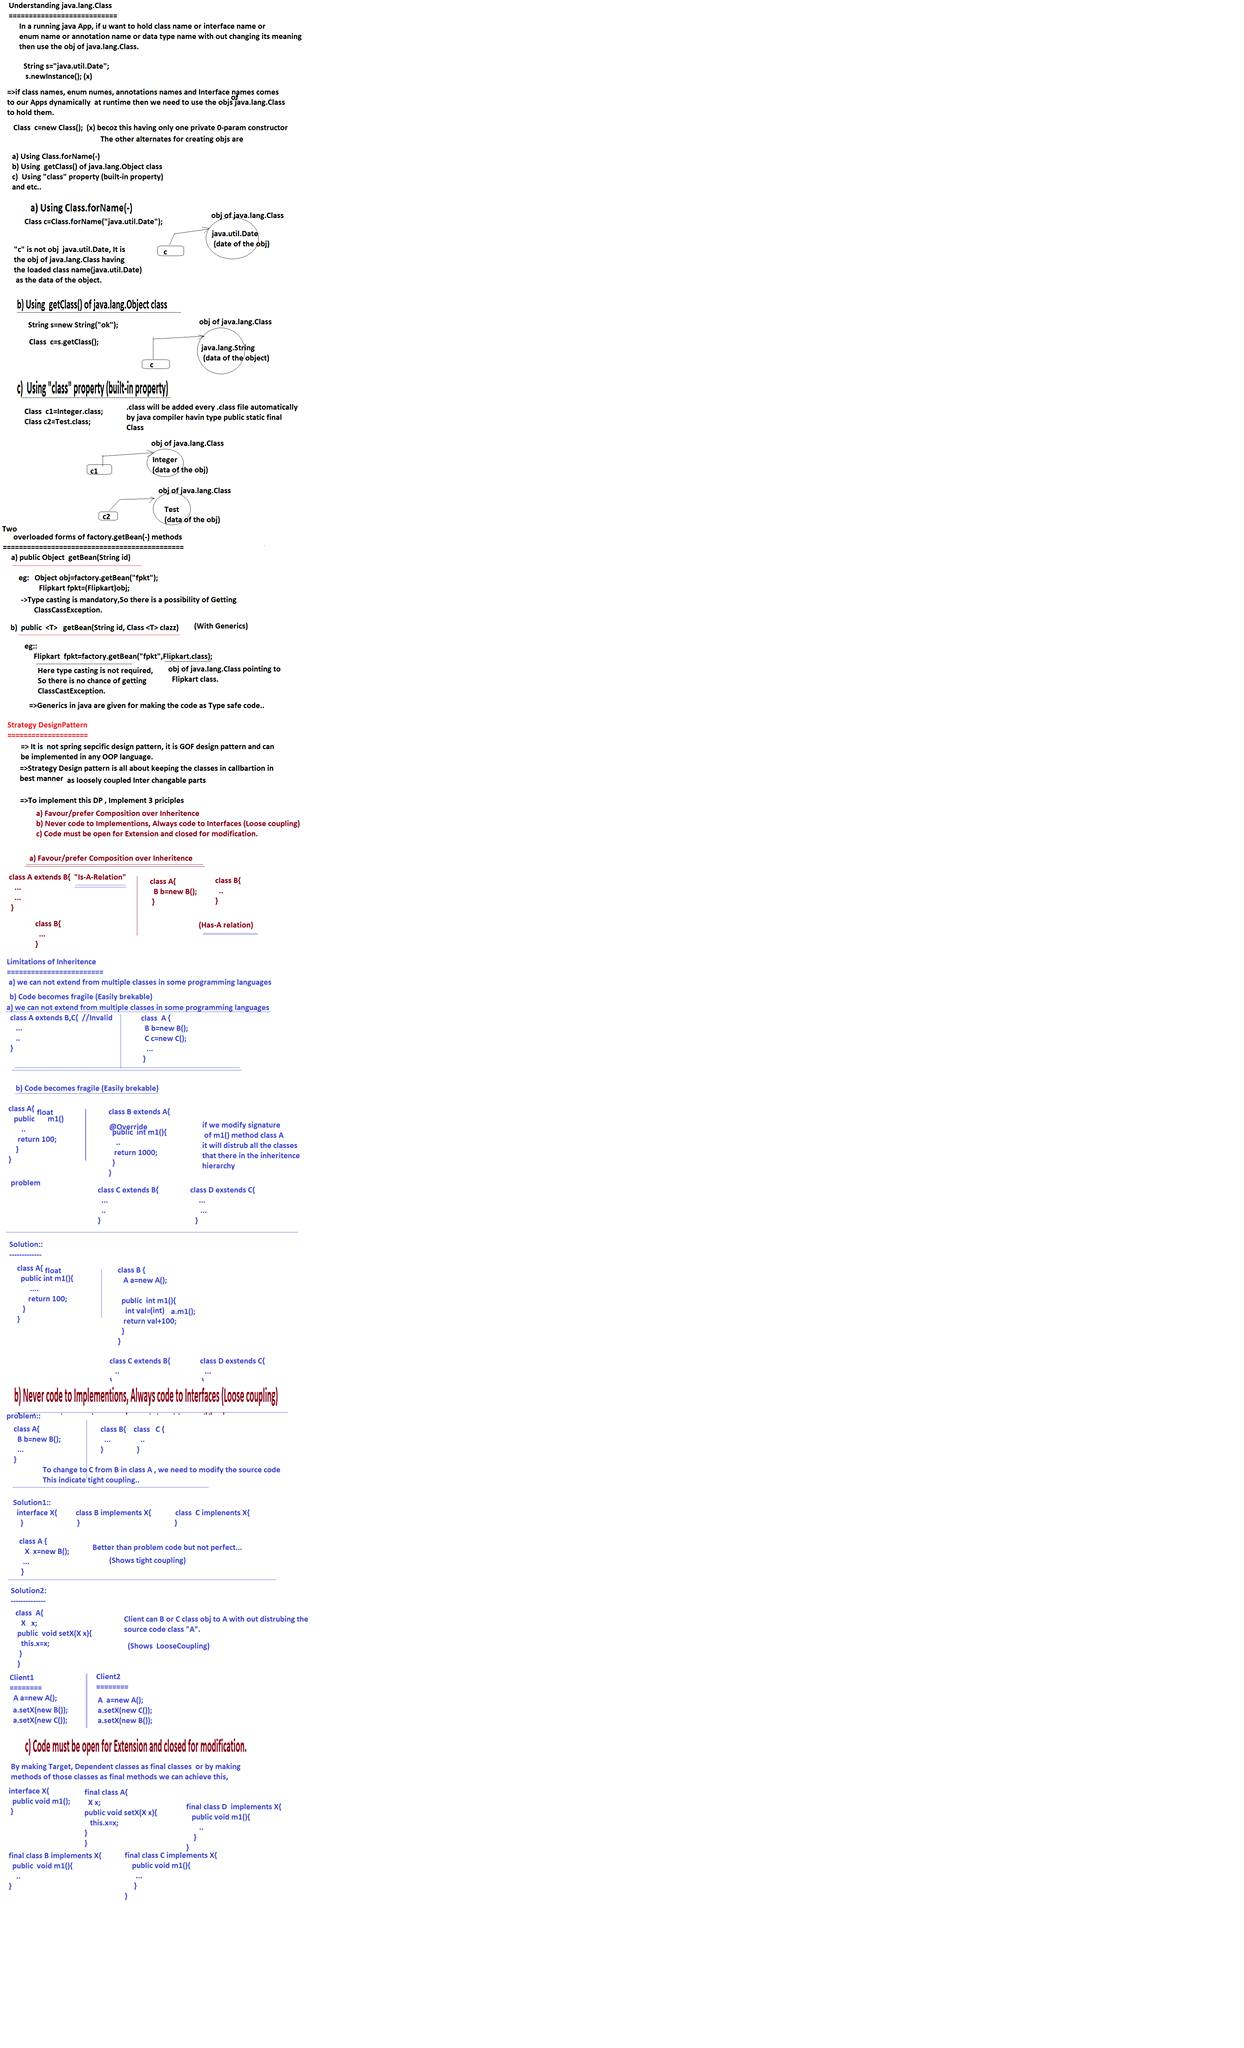 Understanding java.lang.Class
===========================
In a running java App, if u want to hold class name or interface name or
enum name or annotation name or data type name with out changing its meaning
then use the obj of java.lang.Class.
String s="java.util.Date";
s.newInstance(); (x)
=>if class names, enum numes, annotations names and Interface names comes
to our Apps dynamically at runtime then we need to use the objs of java.lang.Class
to hold them.
Class c=new Class(); (x) becoz this having only one private 0-param constructor
The other alternates for creating objs are
a) Using Class.forName(-)
b) Using getClass() of java.lang.Object class
c) Using "class" property (built-in property)
and etc..
a) Using Class.forName(-)
Class c=Class.forName("java.util.Date");
obj of java.lang.Class
java.util.Date
(date of the obj)
c
"c" is not obj java.util.Date, It is
the obj of java.lang.Class having
the loaded class name(java.util.Date)
as the data of the object.
b) Using getClass() of java.lang.Object class
String s=new String("ok");
Class c=s.getClass();
obj of java.lang.Class
java.lang.String
(data of the object)
c
c) Using "class" property (built-in property)
Class c1=Integer.class;
Class c2=Test.class;
.class will be added every .class file automatically
by java compiler havin type public static final
Class
obj of java.lang.Class
Integer
(data of the obj)
c1
obj of java.lang.Class
Test
(data of the obj)
c2
Two
overloaded forms of factory.getBean(-) methods
=============================================
a) public Object getBean(String id)
eg: Object obj=factory.getBean("fpkt");
Flipkart fpkt=(Flipkart)obj;
->Type casting is mandatory,So there is a possibility of Getting
ClassCassException.
b) public <T> getBean(String id, Class <T> clazz) (With Generics)
eg::
Flipkart fpkt=factory.getBean("fpkt",Flipkart.class);
Here type casting is not required,
So there is no chance of getting
ClassCastException.
obj of java.lang.Class pointing to
Flipkart class.
=>Generics in java are given for making the code as Type safe code..
Strategy DesignPattern
====================
=> It is not spring sepcific design pattern, it is GOF design pattern and can
be implemented in any OOP language.
=>Strategy Design pattern is all about keeping the classes in callbartion in
best manner as loosely coupled Inter changable parts
=>To implement this DP , Implement 3 priciples
a) Favour/prefer Composition over Inheritence
b) Never code to Implementions, Always code to Interfaces (Loose coupling)
c) Code must be open for Extension and closed for modification.
a) Favour/prefer Composition over Inheritence
class A extends B{ "Is-A-Relation"
...
...
}
class B{
...
}
class A{
B b=new B();
}
class B{
..
}
(Has-A relation)
Limitations of Inheritence
========================
a) we can not extend from multiple classes in some programming languages
b) Code becomes fragile (Easily brekable)
a) we can not extend from multiple classes in some programming languages
class A extends B,C{ //Invalid
...
..
}
class A {
B b=new B();
C c=new C();
...
}
b) Code becomes fragile (Easily brekable)
class A{
float
public m1()
..
return 100;
}
}
class B extends A{
@Override
public int m1(){
..
return 1000;
}
}
if we modify signature
of m1() method class A
it will distrub all the classes
that there in the inheritence
hierarchy
problem
class C extends B{
...
..
}
class D exstends C{
...
...
}
Solution::
-------------
class A{
float
public int m1(){
....
return 100;
}
}
class B {
A a=new A();
public int m1(){
int val=(int) a.m1();
return val+100;
}
}
class C extends B{
..
class D exstends C{
...
b) Never code to Implementions, Always code to Interfaces (Loose coupling)
problem::
class A{
B b=new B();
...
}
class B{
...
}
class C {
..
}
To change to C from B in class A , we need to modify the source code
This indicate tight coupling..
Solution1::
interface X{
}
class B implements X{
}
class C implenents X{
}
class A {
X x=new B();
...
}
Better than problem code but not perfect...
(Shows tight coupling)
Solution2:
--------------
class A{
X x;
public void setX(X x){
this.x=x;
}
}
Client can B or C class obj to A with out distrubing the
source code class "A".
(Shows LooseCoupling)
Client1
========
A a=new A();
a.setX(new B());
a.setX(new C());
Client2
========
A a=new A();
a.setX(new C());
a.setX(new B());
c) Code must be open for Extension and closed for modification.
By making Target, Dependent classes as final classes or by making
methods of those classes as final methods we can achieve this,
interface X{
public void m1();
}
final class A{
X x;
public void setX(X x){
this.x=x;
}
}
final class D implements X{
public void m1(){
..
}
}
final class B implements X{
public void m1(){
..
}
final class C implements X{
public void m1(){
...
}
}